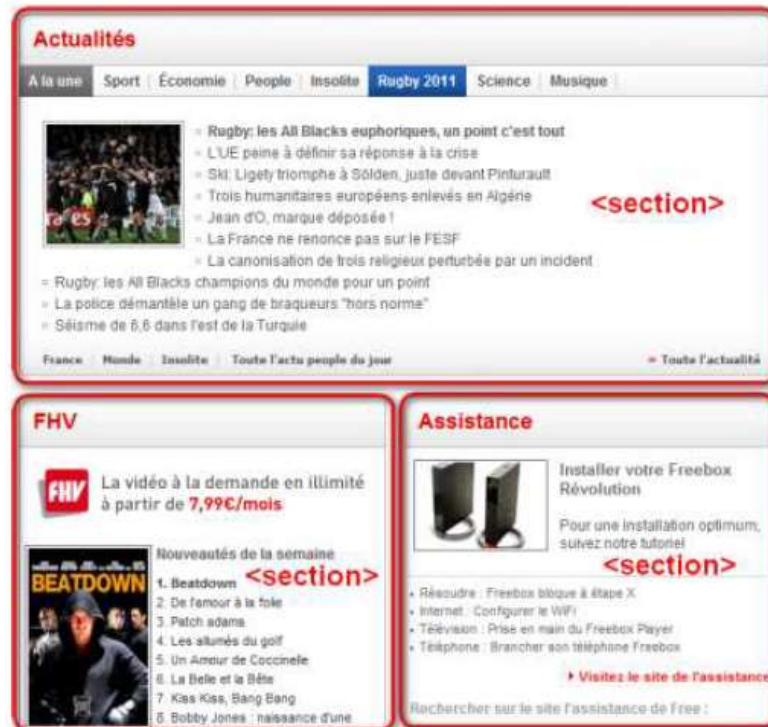 Actualités
A la une Sport Économie People Insolite Rugby 2011 Science Musique
Rugby: les All Blacks euphoriques, un point c'est tout
L'UE peine à définir sa réponse à la crise
Ski: Ligety triomphe à Sölden, juste devant Pinturault
Trois humanitaires européens enlevés en Algérie
<section>
Jean d'O, marque déposée !
La France ne renonce pas sur le FESF
La canonisation de trois religieux perturbée par un incident
Rugby: les All Blacks champions du monde pour un point
La police démantèle un gang de braqueurs "hors norme"
Séisme de 6,6 dans l'est de la Turquie
France Monde Insolite Toute l'actu people du jour
Toute l'actualité
FHV
FHV
La vidéo à la demande en illimité
à partir de 7,99€/mois
BEATDOWN
Nouveautés de la semaine
1. Beatdown
<section>
2. De l'amour à la folie
3. Patch adams
4. Les allumés du golf
5. Un Amour de Coccinelle
6. La Belle et la Bête
7. Kiss Kiss, Bang Bang
8. Bobby Jones : naissance d'une
Assistance
Installer votre Freebox
Révolution
Pour une installation optimum,
suivez notre tutoriel
<section>
Résoudre : Freebox bloque à étape X
Internet : Configurer le WiFi
Télévision : Prise en main du Freebox Player
Téléphone : Brancher son téléphone Freebox
Visitez le site de l'assistance
Rechercher sur le site l'assistance de Free :